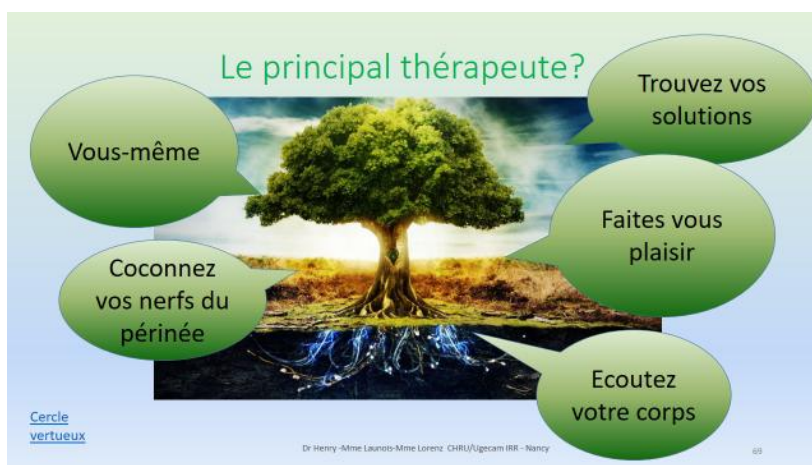 Le principal thérapeute?
Trouvez vos
solutions
Vous-même
Faites vous
plaisir
Coconnez
vos nerfs du
périnée
Ecoutez
votre corps
Cercle
vertueux
Dr Henry -Mme Launois-Mme Lorenz CHRU/Ugecam IRR - Nancy
69